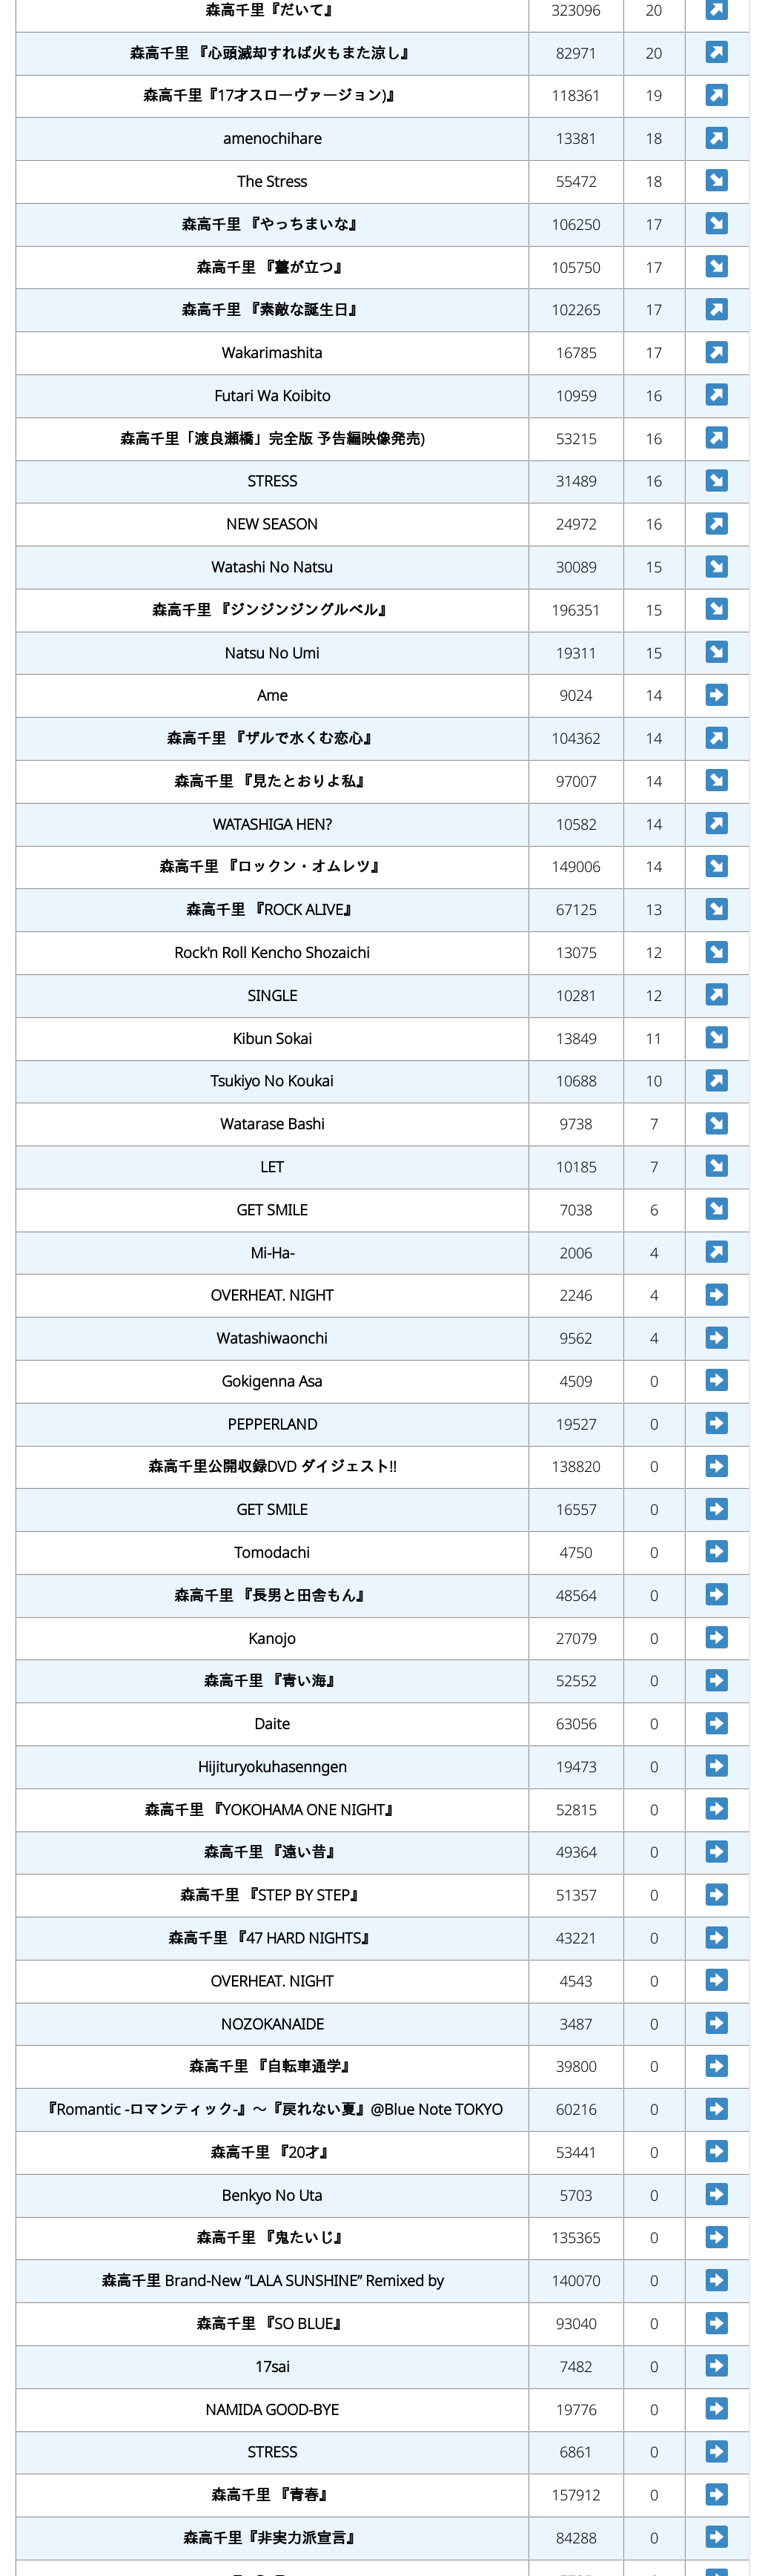 森高千里『だいて』 323096 20
森高千里 『心頭滅却すれば火もまた涼し』 82971 20
森高千里『17才スローヴァージョン)』 118361 19
amenochihare 13381 18
The Stress 55472 18
森高千里 『やっちまいな』 106250 17
森高千里 『薹が立つ』 105750 17
森高千里 『素敵な誕生日』 102265 17
Wakarimashita 16785 17
Futari Wa Koibito 10959 16
森高千里「渡良瀬橋」完全版 予告編映像発売) 53215 16
STRESS 31489 16
NEW SEASON 24972 16
Watashi No Natsu 30089 15
森高千里 『ジンジンジングルベル』 196351 15
Natsu No Umi 19311 15
Ame 9024 14
森高千里 『ザルで水くむ恋心』 104362 14
森高千里 『見たとおりよ私』 97007 14
WATASHIGA HEN? 10582 14
森高千里 『ロックン・オムレツ』 149006 14
森高千里 『ROCK ALIVE』 67125 13
Rock'n Roll Kencho Shozaichi 13075 12
SINGLE 10281 12
Kibun Sokai 13849 11
Tsukiyo No Koukai 10688 10
Watarase Bashi 9738 7
LET 10185 7
GET SMILE 7038 6
Mi-Ha- 2006 4
OVERHEAT. NIGHT 2246 4
Watashiwaonchi 9562 4
Gokigenna Asa 4509 0
PEPPERLAND 19527 0
森高千里公開収録DVD ダイジェスト!! 138820 0
GET SMILE 16557 0
Tomodachi 4750 0
森高千里 『長男と田舎もん』 48564 0
Kanojo 27079 0
森高千里 『青い海』 52552 0
Daite 63056 0
Hijituryokuhasenngen 19473 0
森高千里 『YOKOHAMA ONE NIGHT』 52815 0
森高千里 『遠い昔』 49364 0
森高千里 『STEP BY STEP』 51357 0
森高千里 『47 HARD NIGHTS』 43221 0
OVERHEAT. NIGHT 4543 0
NOZOKANAIDE 3487 0
森高千里 『自転車通学』 39800 0
『Romantic -ロマンティック-』～『戻れない夏』@Blue Note TOKYO 60216 0
森高千里 『20才』 53441 0
Benkyo No Uta 5703 0
森高千里 『鬼たいじ』 135365 0
森高千里 Brand-New “LALA SUNSHINE” Remixed by 140070 0
森高千里 『SO BLUE』 93040 0
17sai 7482 0
NAMIDA GOOD-BYE 19776 0
STRESS 6861 0
森高千里 『青春』 157912 0
森高千里『非実力派宣言』 84288 0